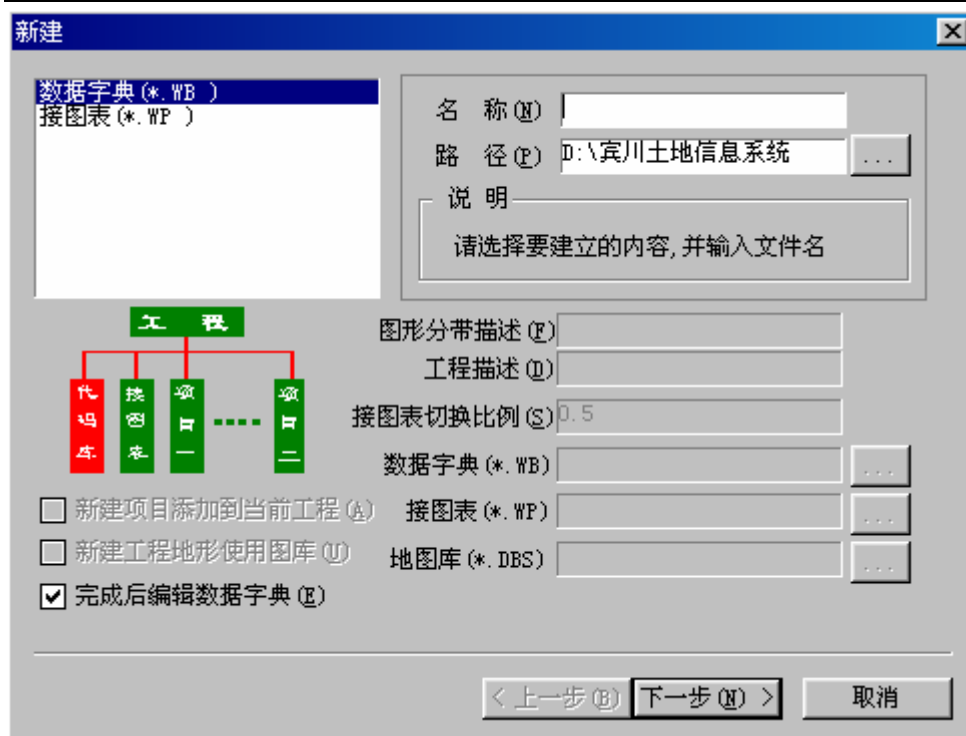 新建
数据字典(*.WB )
接图表(*.WP )
名 称(N)
路 径(P) D:\宾川土地信息系统 ...
说 明
请选择要建立的内容,并输入文件名
工 程
代码库
接图表
项目一
项目二
图形分带描述(F)
工程描述(D)
接图表切换比例(S) 0.5
数据字典(*.WB) ...
接图表(*.WP) ...
地图库(*.DBS) ...
新建项目添加到当前工程(A)
新建工程地形使用图库(U)
完成后编辑数据字典(E)
< 上一步(B)
下一步(N) >
取消